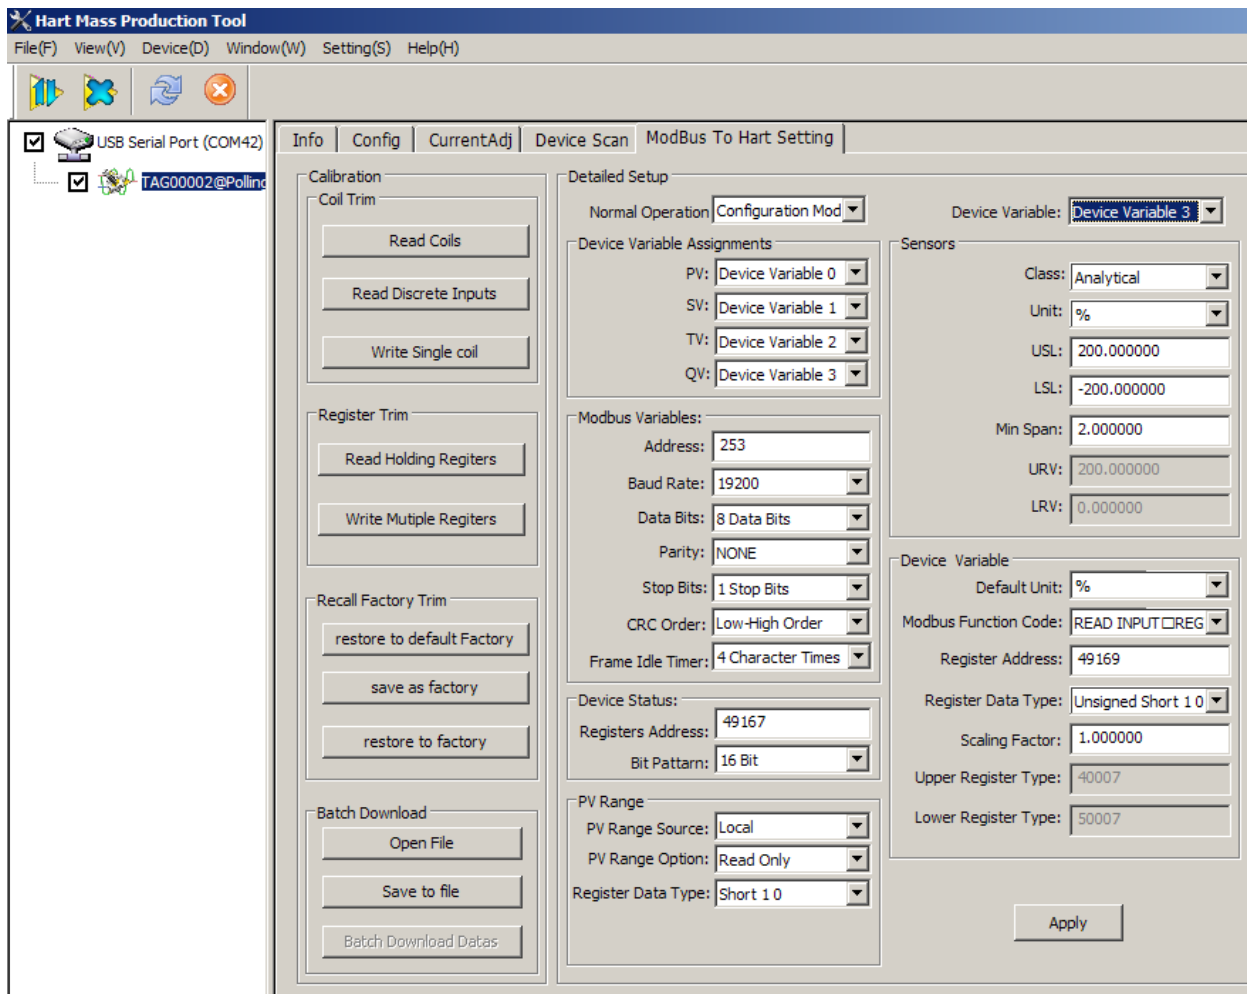 Hart Mass Production Tool
File(F) View(V) Device(D) Window(W) Setting(S) Help(H)
USB Serial Port (COM42)
TAG00002@Polling
Info Config CurrentAdj Device Scan ModBus To Hart Setting
Calibration
Coil Trim
Read Coils
Read Discrete Inputs
Write Single coil
Register Trim
Read Holding Regiters
Write Mutiple Regiters
Recall Factory Trim
restore to default Factory
save as factory
restore to factory
Batch Download
Open File
Save to file
Batch Download Datas
Detailed Setup
Normal Operation Configuration Mod
Device Variable Assignments
PV: Device Variable 0
SV: Device Variable 1
TV: Device Variable 2
QV: Device Variable 3
Modbus Variables:
Address: 253
Baud Rate: 19200
Data Bits: 8 Data Bits
Parity: NONE
Stop Bits: 1 Stop Bits
CRC Order: Low-High Order
Frame Idle Timer: 4 Character Times
Device Status:
Registers Address: 49167
Bit Pattarn: 16 Bit
PV Range
PV Range Source: Local
PV Range Option: Read Only
Register Data Type: Short 1 0
Device Variable: Device Variable 3
Sensors
Class: Analytical
Unit: %
USL: 200.000000
LSL: -200.000000
Min Span: 2.000000
URV: 200.000000
LRV: 0.000000
Device Variable
Default Unit: %
Modbus Function Code: READ INPUT□REG
Register Address: 49169
Register Data Type: Unsigned Short 1 0
Scaling Factor: 1.000000
Upper Register Type: 40007
Lower Register Type: 50007
Apply